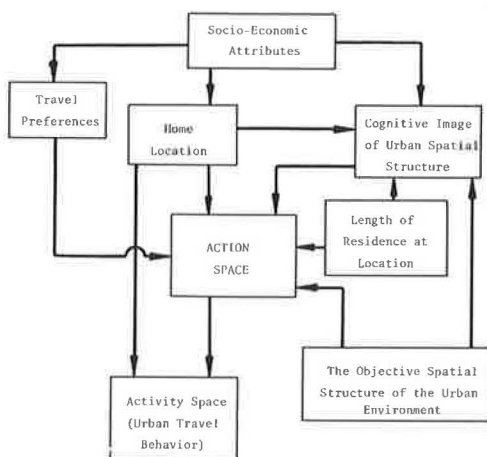 Socio-Economic
Attributes
Travel
Preferences
Home
Location
Cognitive Image
of Urban Spatial
Structure
Length of
Residence at
Location
ACTION
SPACE
The Objective Spatial
Structure of the Urban
Environment
Activity Space
(Urban Travel
Behavior)